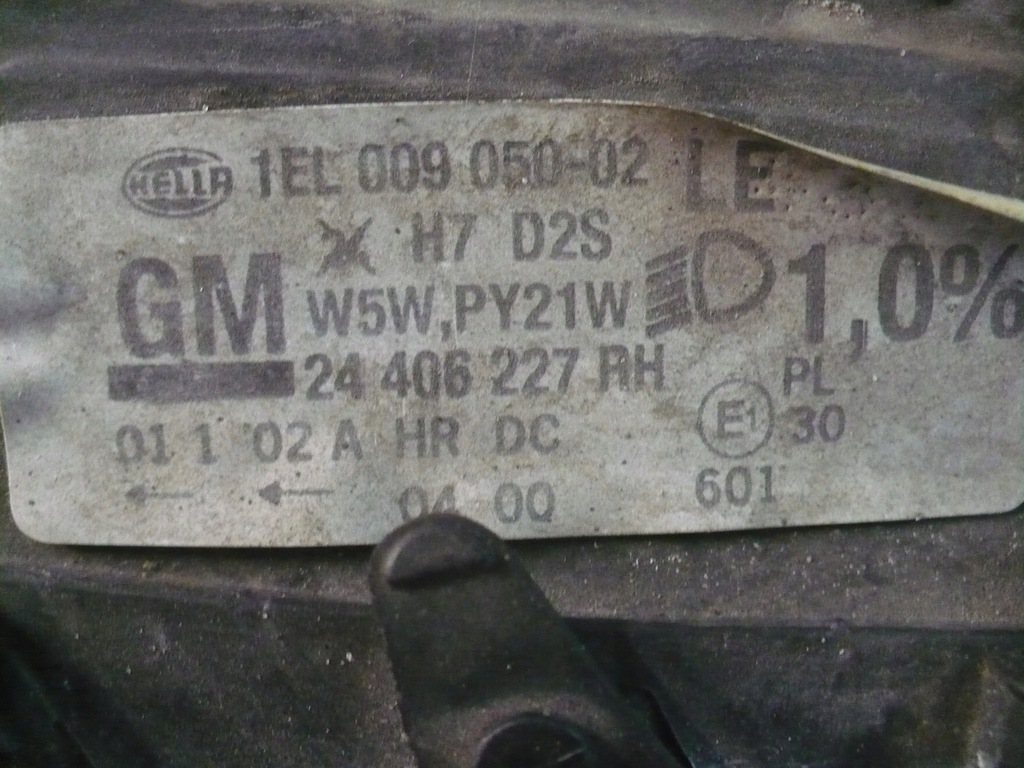 HELLA 1EL 009 050-02 LE
H7 D2S
GM W5W,PY21W 1,0%
24 406 227 RH PL
01 1 02 A HR DC E1 30
04 00 601